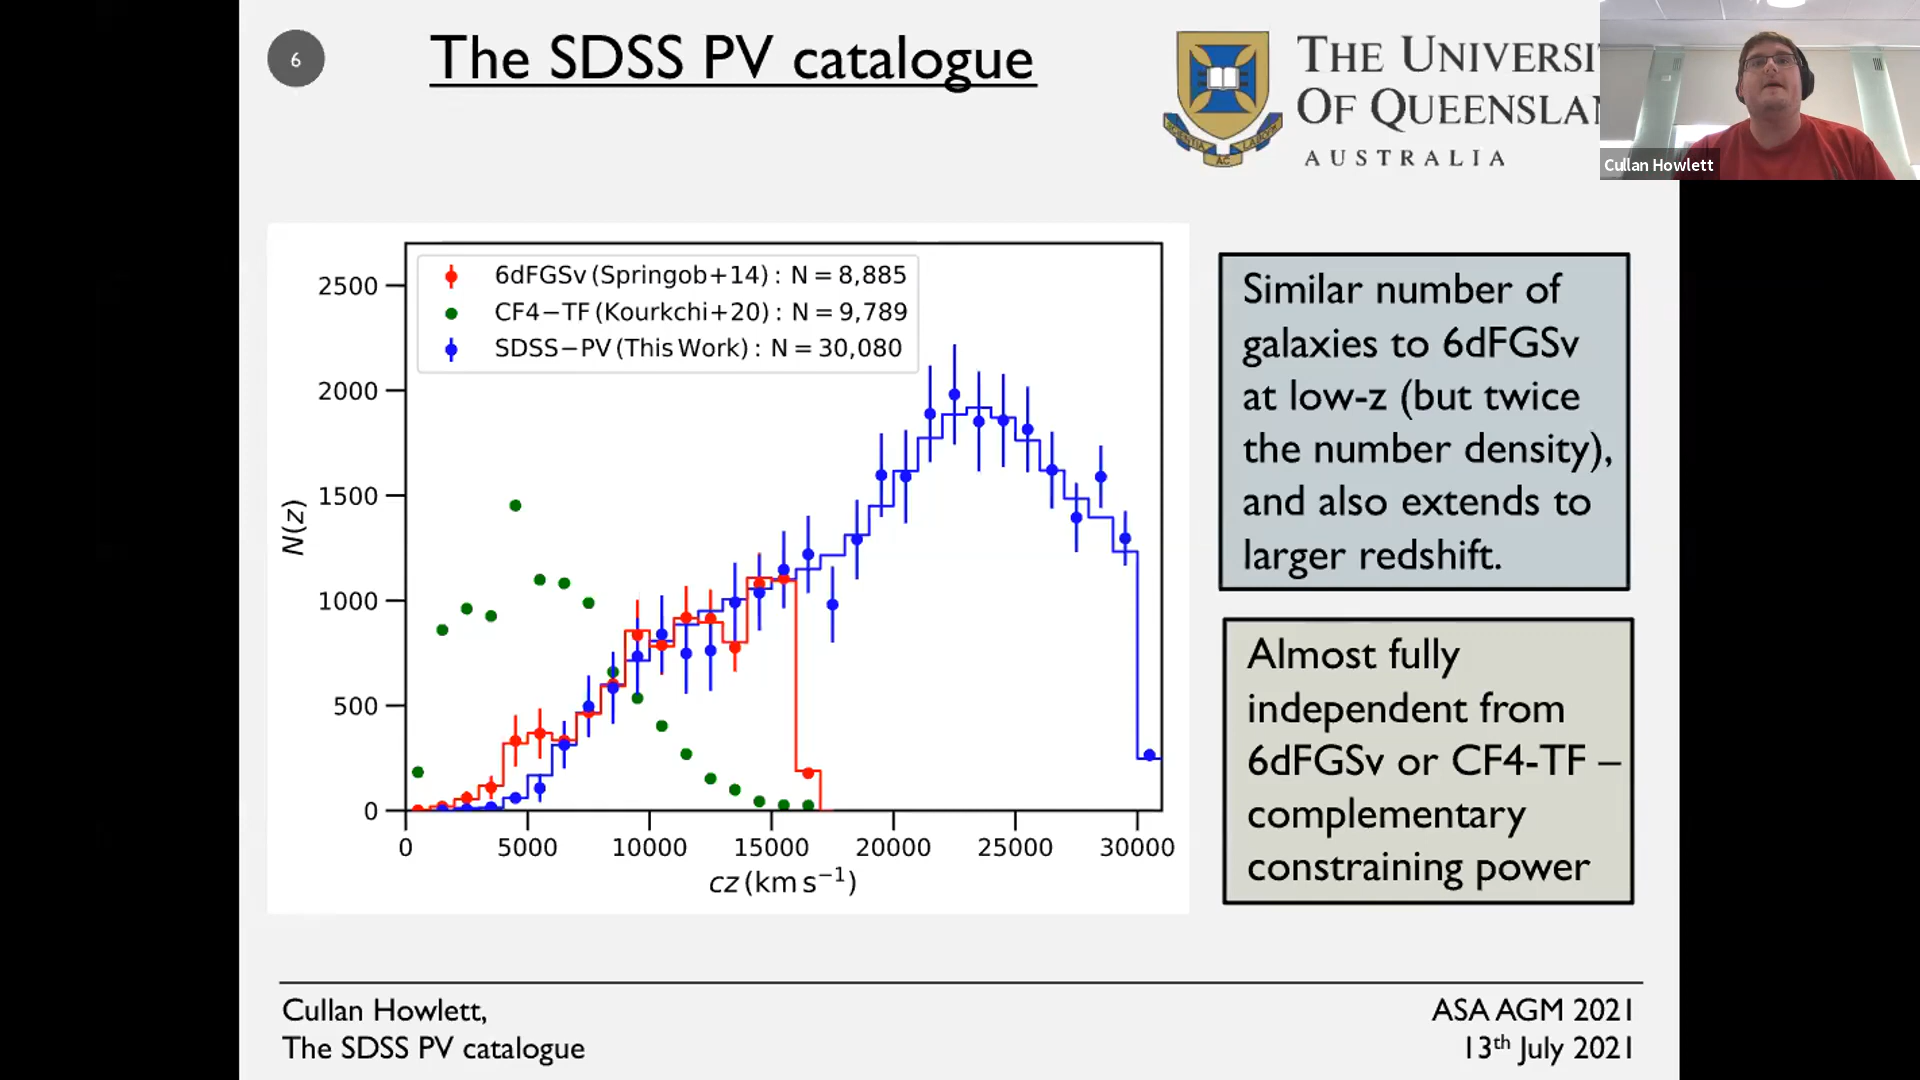 6
The SDSS PV catalogue
THE UNIVERSI
OF QUEENSLAN
AUSTRALIA
SCIENTIA AC LABORE
Cullan Howlett
6dFGSv (Springob+14) : N = 8,885
CF4−TF (Kourkchi+20) : N = 9,789
SDSS−PV (This Work) : N = 30,080
2500
2000
1500
1000
500
0
N(z)
0 5000 10000 15000 20000 25000 30000
cz (km s⁻¹)
Similar number of
galaxies to 6dFGSv
at low-z (but twice
the number density),
and also extends to
larger redshift.
Almost fully
independent from
6dFGSv or CF4-TF –
complementary
constraining power
Cullan Howlett,
The SDSS PV catalogue
ASA AGM 2021
13th July 2021